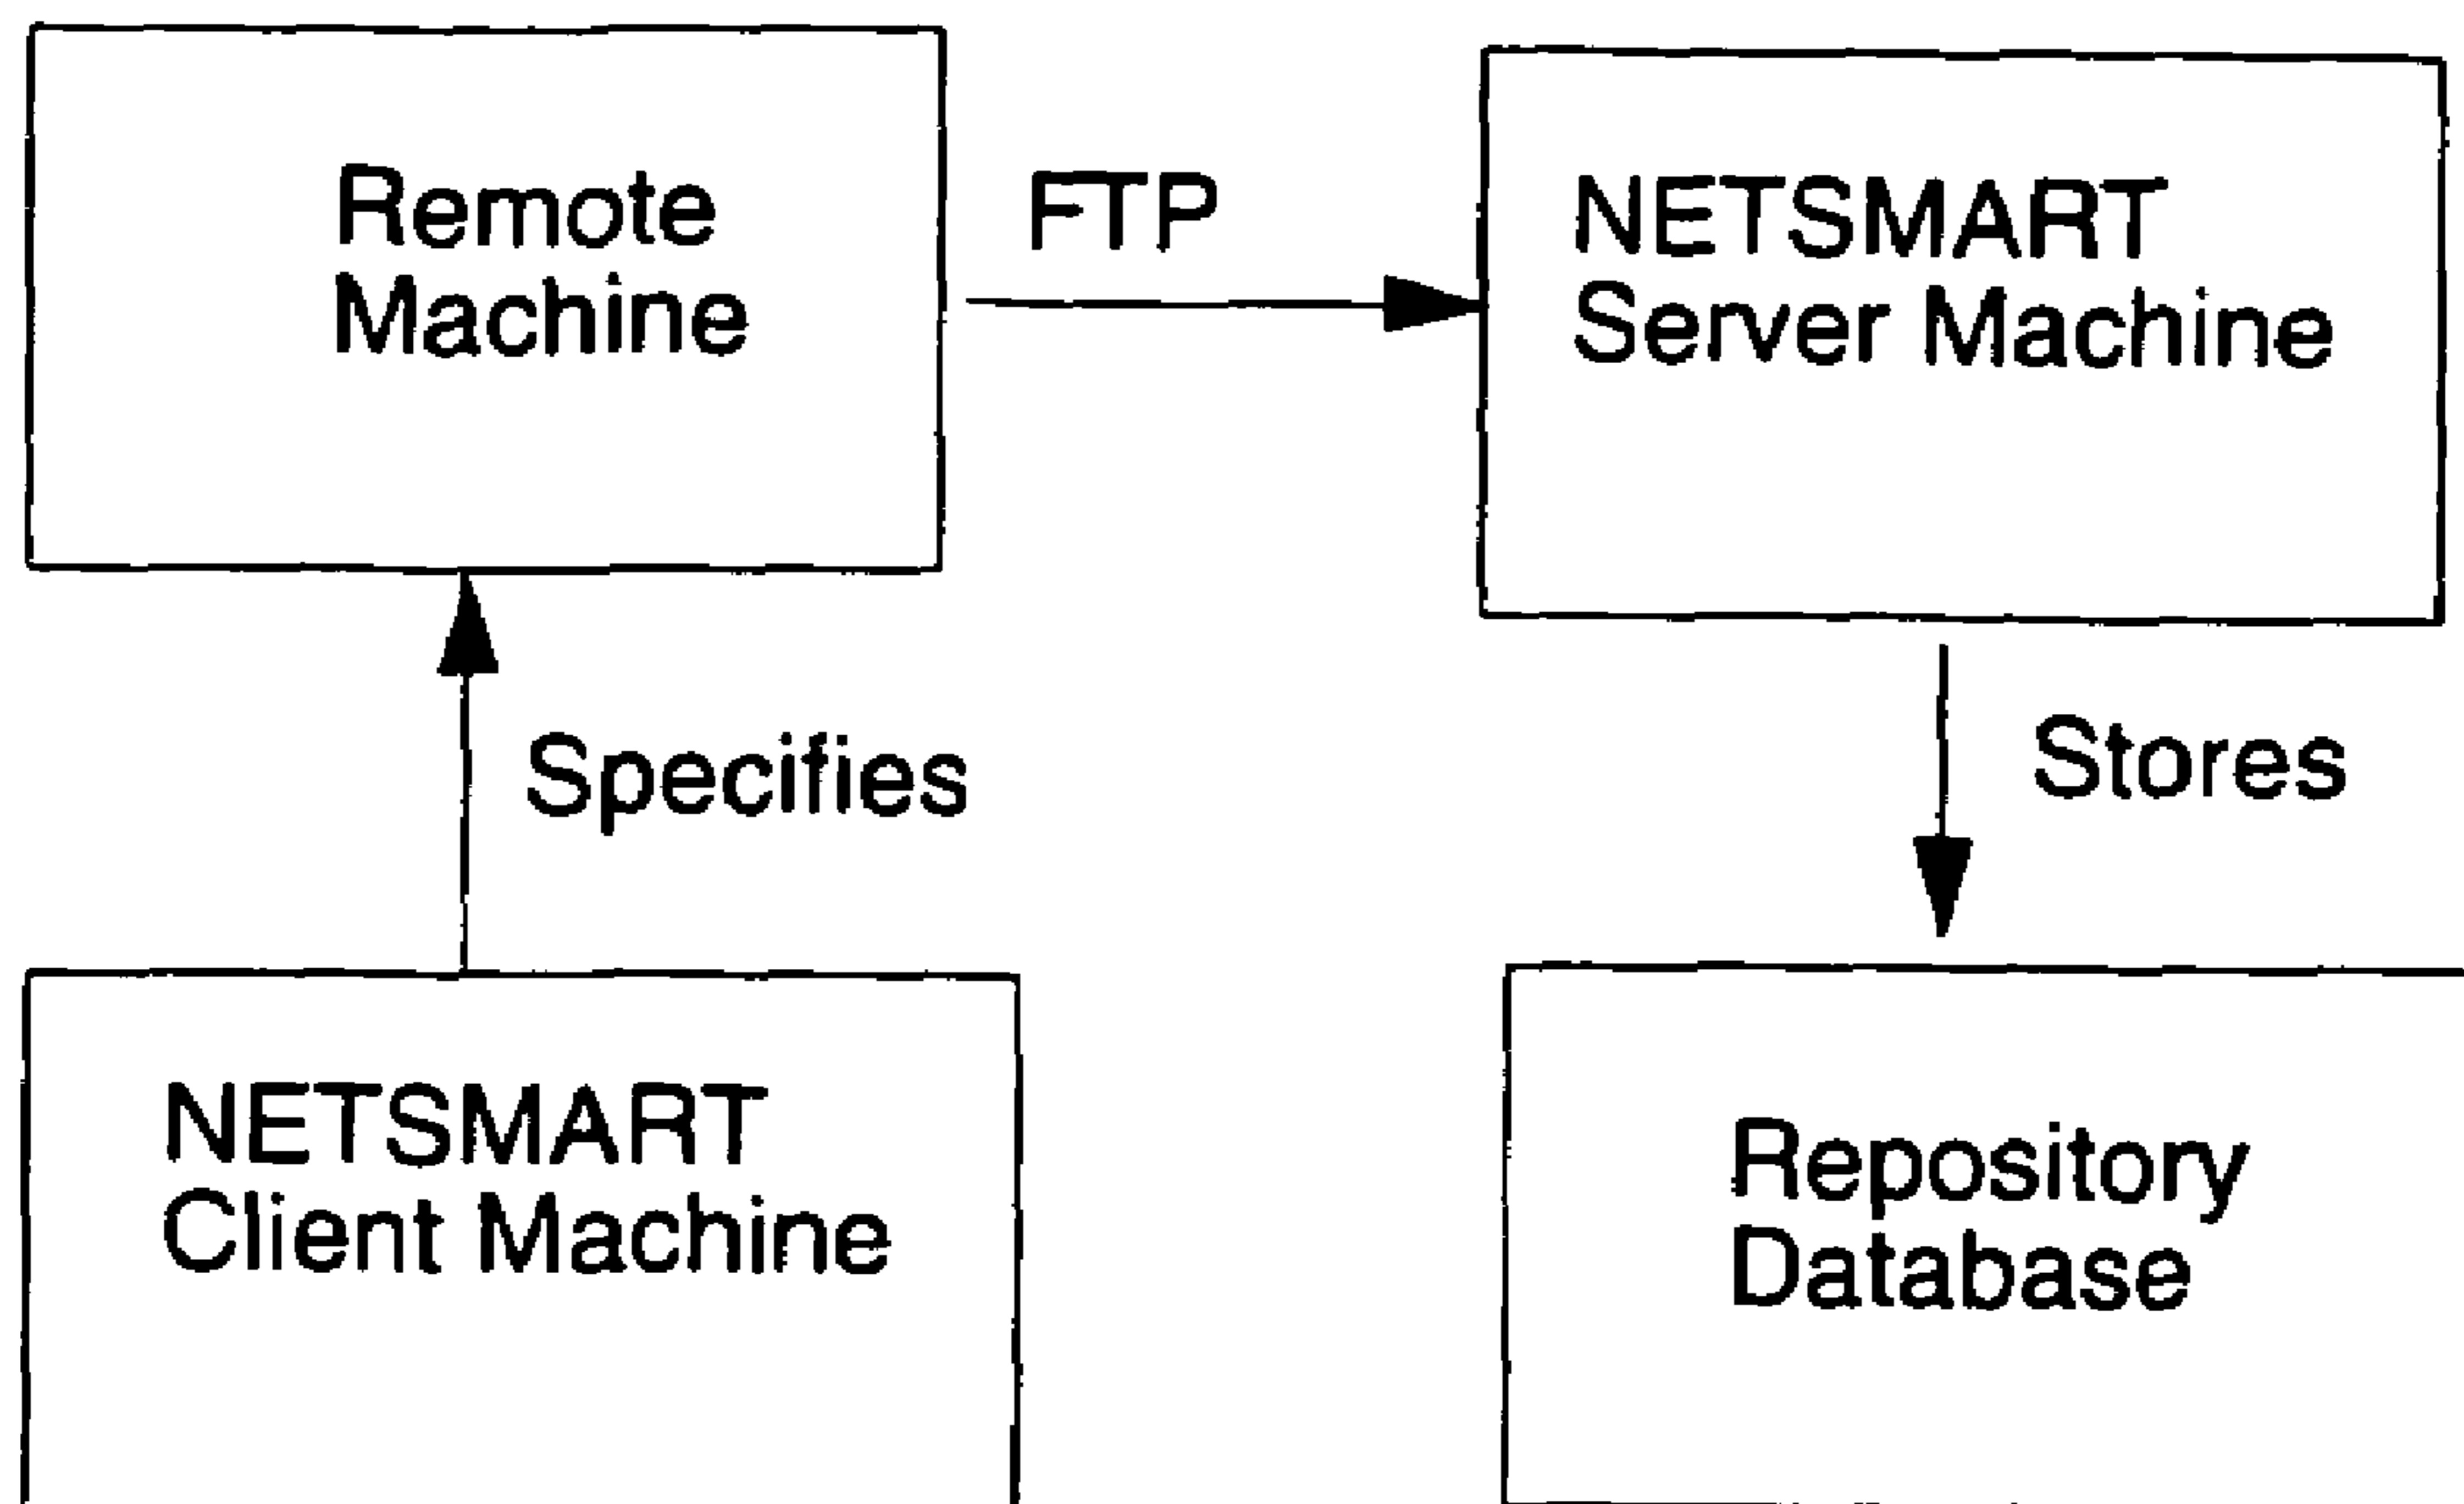 Remote
Machine
FTP
NETSMART
Server Machine
Specifies
Stores
NETSMART
Client Machine
Repository
Database